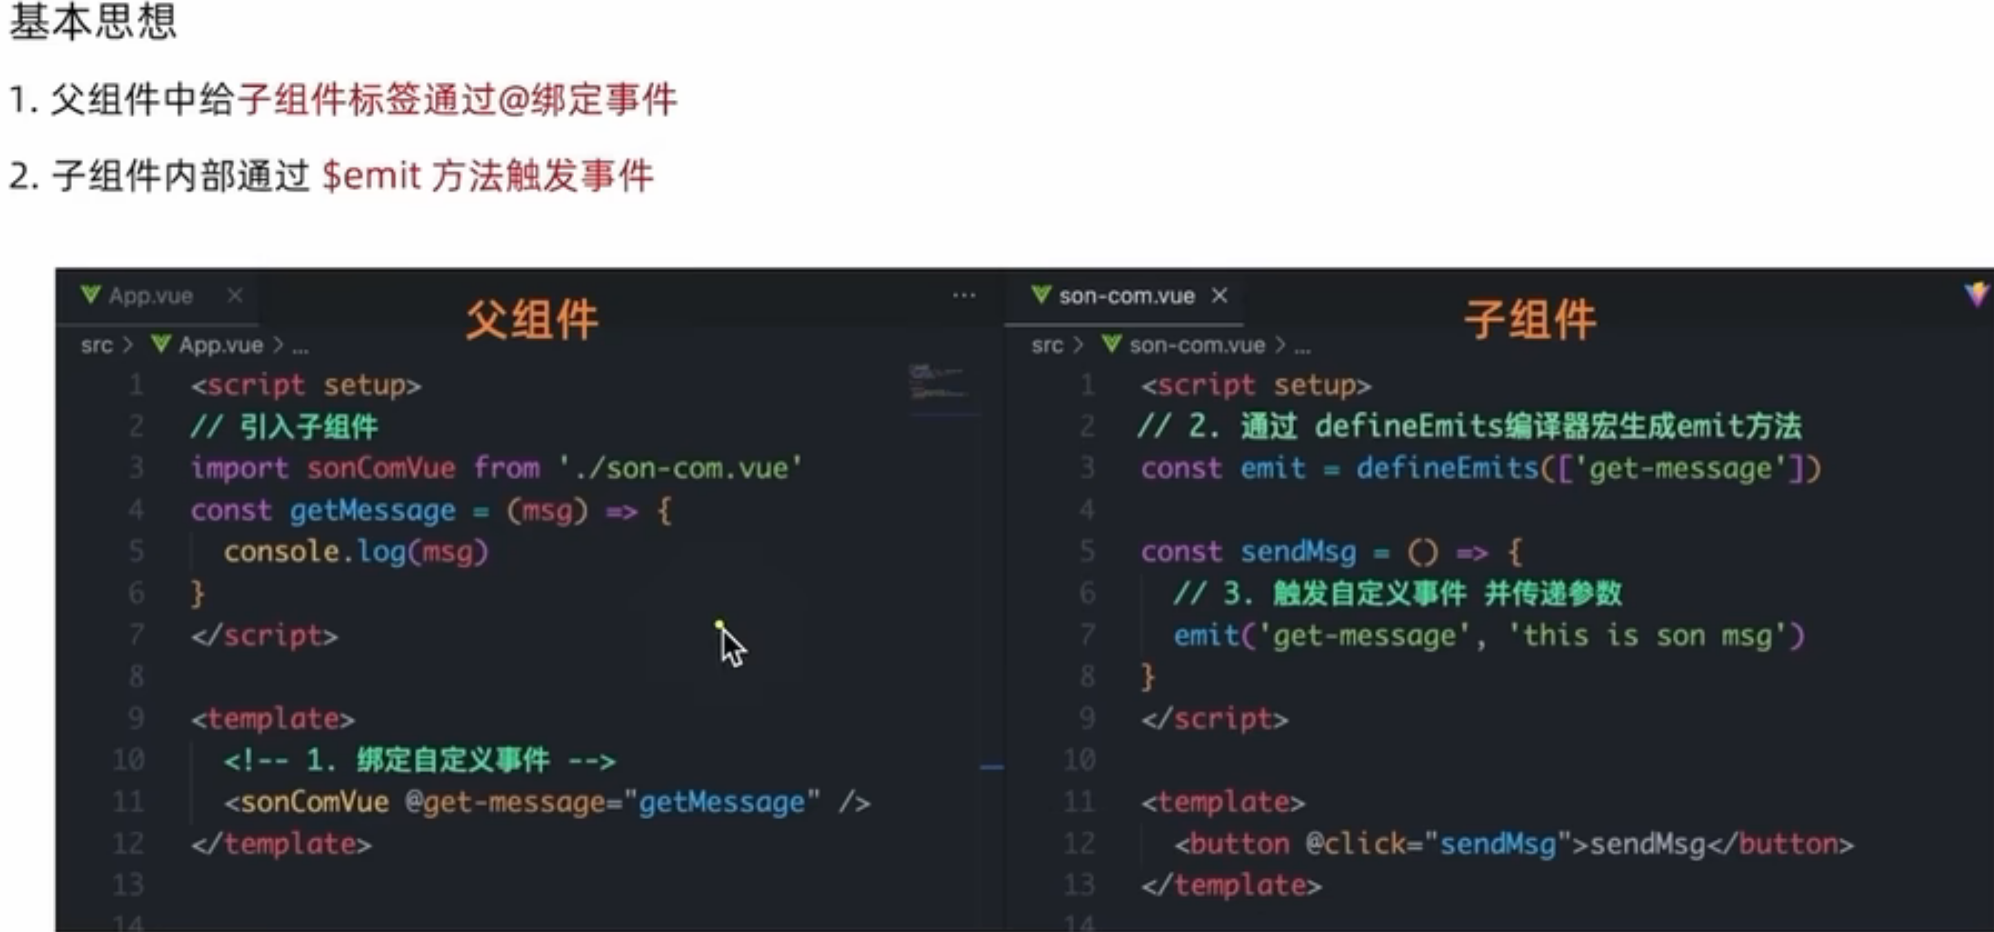 基本思想
1. 父组件中给子组件标签通过@绑定事件
2. 子组件内部通过 $emit 方法触发事件
App.vue ×
父组件
...
src > App.vue > ...
1 <script setup>
2 // 引入子组件
3 import sonComVue from './son-com.vue'
4 const getMessage = (msg) => {
5 console.log(msg)
6 }
7 </script>
8
9 <template>
10 <!-- 1. 绑定自定义事件 -->
11 <sonComVue @get-message="getMessage" />
12 </template>
13
14
son-com.vue ×
子组件
src > son-com.vue > ...
1 <script setup>
2 // 2. 通过 defineEmits编译器宏生成emit方法
3 const emit = defineEmits(['get-message'])
4
5 const sendMsg = () => {
6 // 3. 触发自定义事件 并传递参数
7 emit('get-message', 'this is son msg')
8 }
9 </script>
10
11 <template>
12 <button @click="sendMsg">sendMsg</button>
13 </template>
14